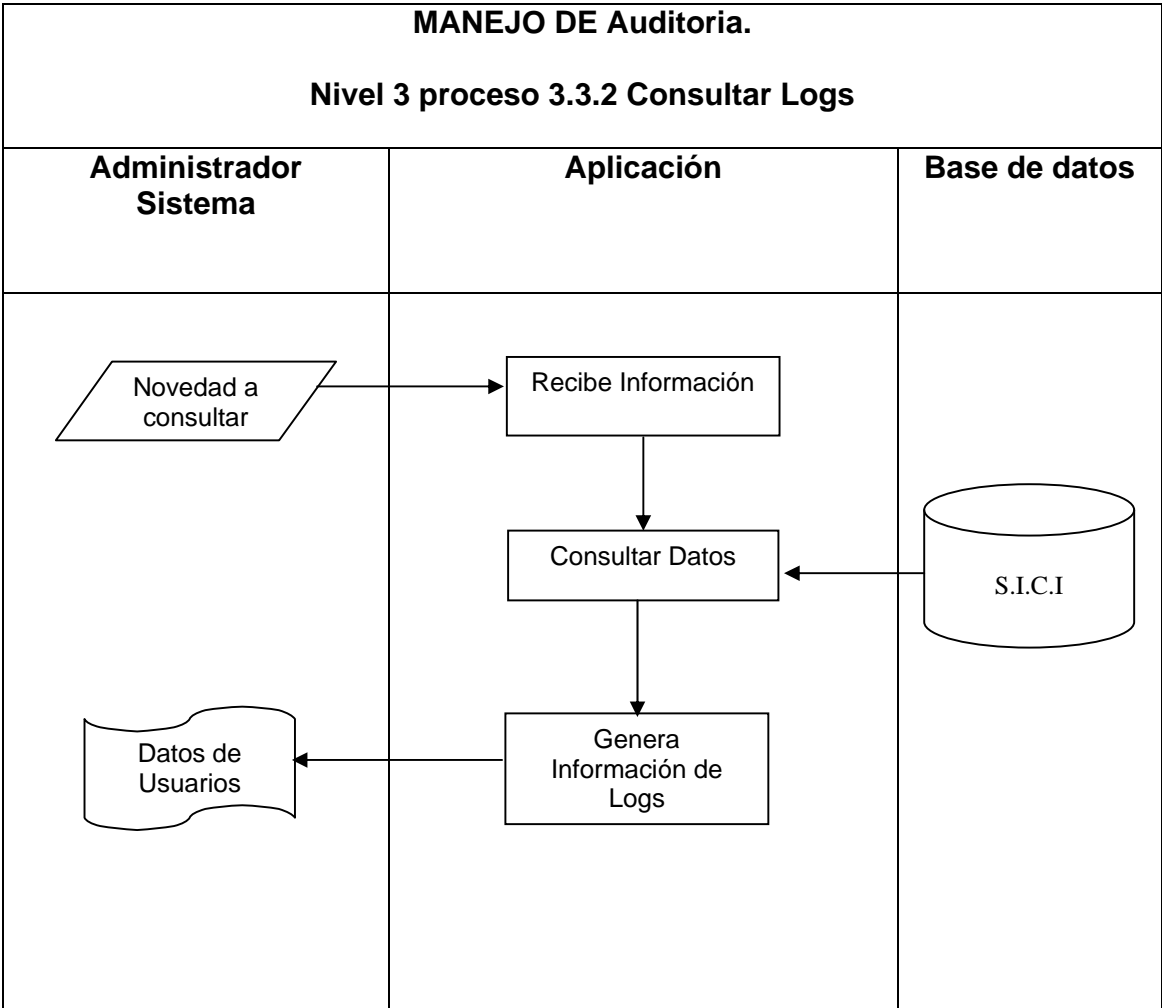 MANEJO DE Auditoria.
Nivel 3 proceso 3.3.2 Consultar Logs
Administrador
Sistema
Aplicación
Base de datos
Novedad a
consultar
Recibe Información
Consultar Datos
S.I.C.I
Genera
Información de
Logs
Datos de
Usuarios